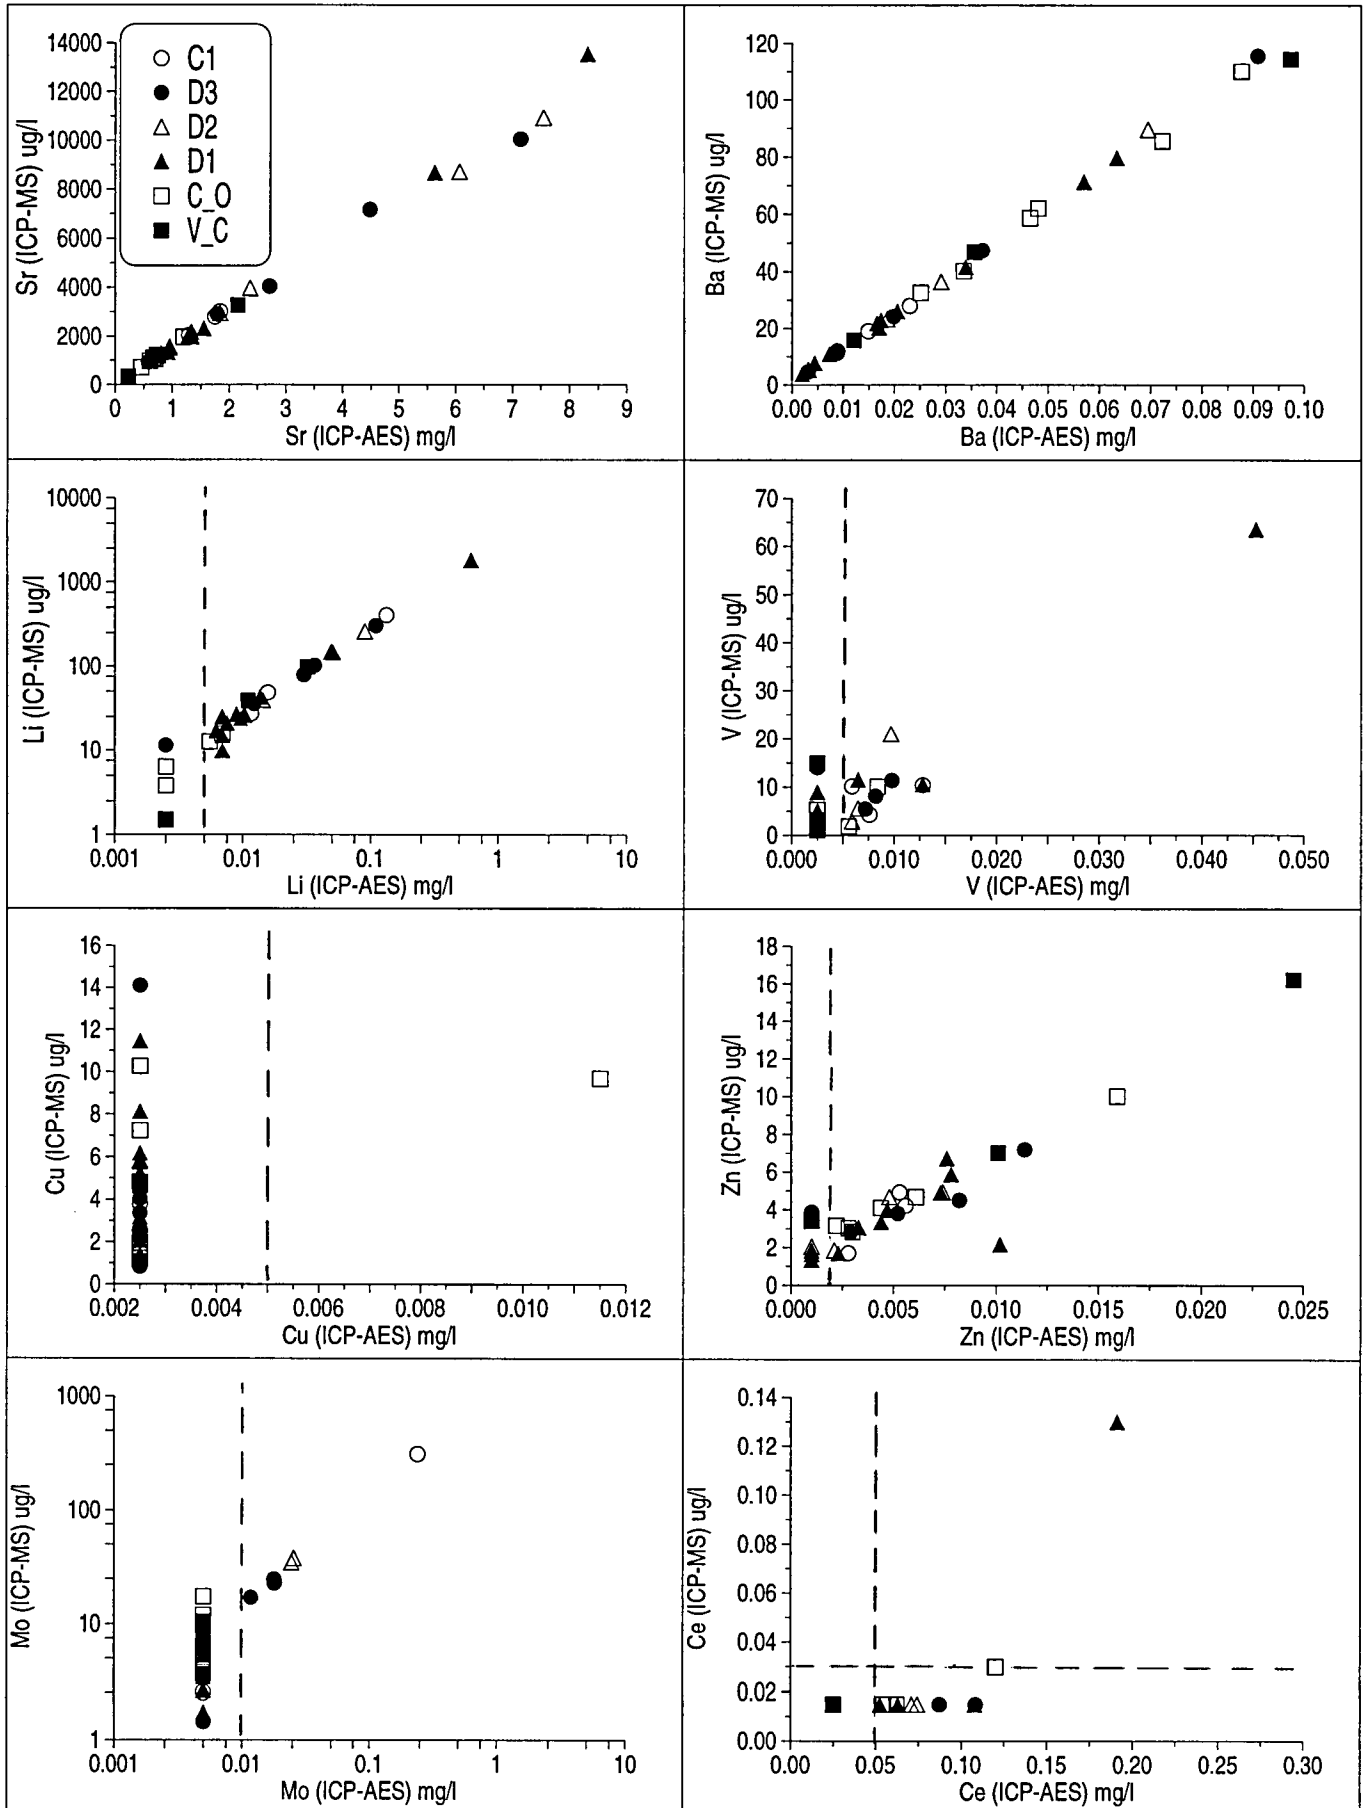 14000
12000
10000
8000
6000
4000
2000
0
Sr (ICP-MS) ug/l
C1
D3
D2
D1
C_O
V_C
0 1 2 3 4 5 6 7 8 9
Sr (ICP-AES) mg/l
120
100
80
60
40
20
0
Ba (ICP-MS) ug/l
0.00 0.01 0.02 0.03 0.04 0.05 0.06 0.07 0.08 0.09 0.10
Ba (ICP-AES) mg/l
10000
1000
100
10
1
Li (ICP-MS) ug/l
0.001 0.01 0.1 1 10
Li (ICP-AES) mg/l
70
60
50
40
30
20
10
0
V (ICP-MS) ug/l
0.000 0.010 0.020 0.030 0.040 0.050
V (ICP-AES) mg/l
16
14
12
10
8
6
4
2
0
Cu (ICP-MS) ug/l
0.002 0.004 0.006 0.008 0.010 0.012
Cu (ICP-AES) mg/l
18
16
14
12
10
8
6
4
2
0
Zn (ICP-MS) ug/l
0.000 0.005 0.010 0.015 0.020 0.025
Zn (ICP-AES) mg/l
1000
100
10
1
Mo (ICP-MS) ug/l
0.001 0.01 0.1 1 10
Mo (ICP-AES) mg/l
0.14
0.12
0.10
0.08
0.06
0.04
0.02
0.00
Ce (ICP-MS) ug/l
0.00 0.05 0.10 0.15 0.20 0.25 0.30
Ce (ICP-AES) mg/l